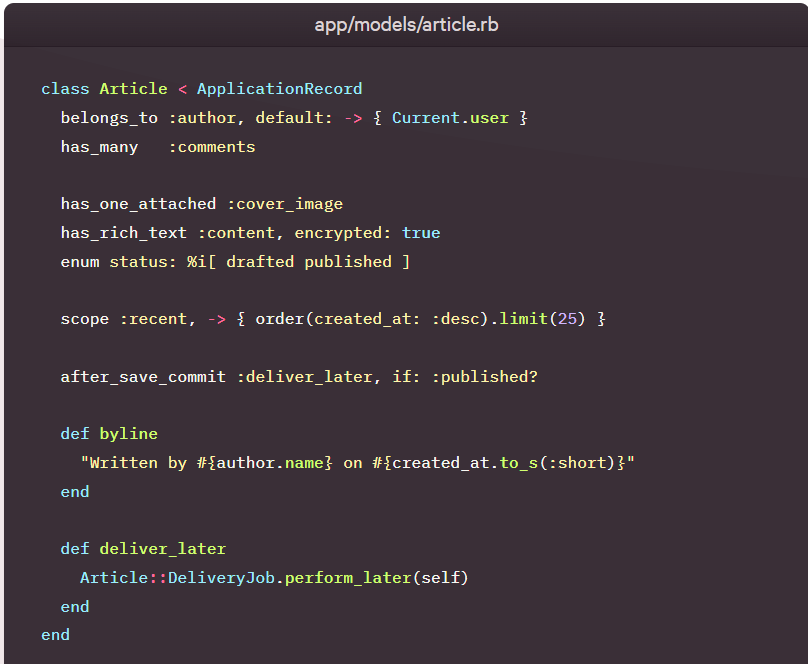 app/models/article.rb
class Article < ApplicationRecord
  belongs_to :author, default: -> { Current.user }
  has_many   :comments

  has_one_attached :cover_image
  has_rich_text :content, encrypted: true
  enum status: %i[ drafted published ]

  scope :recent, -> { order(created_at: :desc).limit(25) }

  after_save_commit :deliver_later, if: :published?

  def byline
    "Written by #{author.name} on #{created_at.to_s(:short)}"
  end

  def deliver_later
    Article::DeliveryJob.perform_later(self)
  end
end